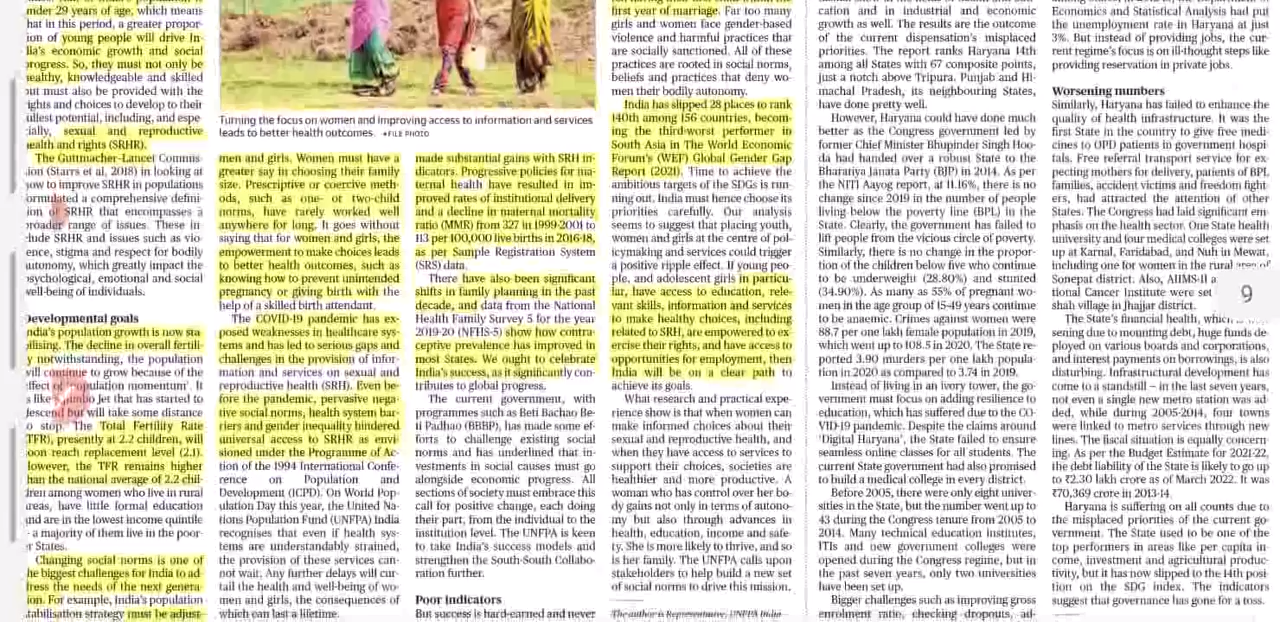 under 29 years of age, which means
that in this period, a greater propor-
ion of young people will drive In-
dia's economic growth and social
progress. So, they must not only be
healthy, knowledgeable and skilled
but must also be provided with the
rights and choices to develop to their
fullest potential, including, and espe-
cially, sexual and reproductive
health and rights (SRHR).
The Guttmacher-Lancet Commis-
sion (Starrs et al, 2018) in looking at
how to improve SRHR in populations
formulated a comprehensive defini-
ion of SRHR that encompasses a
broader range of issues. These in-
clude SRHR and issues such as vio-
ence, stigma and respect for bodily
autonomy, which greatly impact the
psychological, emotional and social
well-being of individuals.
Developmental goals
India's population growth is now sta-
bilising. The decline in overall fertili-
y notwithstanding, the population
will continue to grow because of the
effect of 'population momentum'. It
s like jumbo Jet that has started to
descend but will take some distance
o stop. The Total Fertility Rate
(TFR), presently at 2.2 children, will
soon reach replacement level (2.1).
However, the TFR remains higher
than the national average of 2.2 chil-
dren among women who live in rural
areas, have little formal education
and are in the lowest income quintile
- a majority of them live in the poor-
er States.
Changing social norms is one of
the biggest challenges for India to ad-
dress the needs of the next genera-
ion. For example, India's population
stabilisation strategy must be adjust-
Turning the focus on women and improving access to information and services
leads to better health outcomes. •FILE PHOTO
men and girls. Women must have a
greater say in choosing their family
size. Prescriptive or coercive meth-
ods, such as one- or two-child
norms, have rarely worked well
anywhere for long. It goes without
saying that for women and girls, the
empowerment to make choices leads
to better health outcomes, such as
knowing how to prevent unintended
pregnancy or giving birth with the
help of a skilled birth attendant.
The COVID-19 pandemic has ex-
posed weaknesses in healthcare sys-
tems and has led to serious gaps and
challenges in the provision of infor-
mation and services on sexual and
reproductive health (SRH). Even be-
fore the pandemic, pervasive nega-
tive social norms, health system bar-
riers and gender inequality hindered
universal access to SRHR as envi-
sioned under the Programme of Ac-
tion of the 1994 International Confe-
rence on Population and
Development (ICPD). On World Pop-
ulation Day this year, the United Na-
tions Population Fund (UNFPA) India
recognises that even if health sys-
tems are understandably strained,
the provision of these services can-
not wait. Any further delays will cur-
tail the health and well-being of wo-
men and girls, the consequences of
which can last a lifetime.
made substantial gains with SRH in-
dicators. Progressive policies for ma-
ternal health have resulted in im-
proved rates of institutional delivery
and a decline in maternal mortality
ratio (MMR) from 327 in 1999-2001 to
113 per 100,000 live births in 2016-18,
as per Sample Registration System
(SRS) data.
There have also been significant
shifts in family planning in the past
decade, and data from the National
Health Family Survey 5 for the year
2019-20 (NFHS-5) show how contra-
ceptive prevalence has improved in
most States. We ought to celebrate
India's success, as it significantly con-
tributes to global progress.
The current government, with
programmes such as Beti Bachao Be-
ti Padhao (BBBP), has made some ef-
forts to challenge existing social
norms and has underlined that in-
vestments in social causes must go
alongside economic progress. All
sections of society must embrace this
call for positive change, each doing
their part, from the individual to the
institution level. The UNFPA is keen
to take India's success models and
strengthen the South-South Collabo-
ration further.
Poor indicators
But success is hard-earned and never
first year of marriage. Far too many
girls and women face gender-based
violence and harmful practices that
are socially sanctioned. All of these
practices are rooted in social norms,
beliefs and practices that deny wo-
men their bodily autonomy.
India has slipped 28 places to rank
140th among 156 countries, becom-
ing the third-worst performer in
South Asia in The World Economic
Forum's (WEF) Global Gender Gap
Report (2021). Time to achieve the
ambitious targets of the SDGs is run-
ning out. India must hence choose its
priorities carefully. Our analysis
seems to suggest that placing youth,
women and girls at the centre of pol-
icymaking and services could trigger
a positive ripple effect. If young peo-
ple, and adolescent girls in particu-
lar, have access to education, rele-
vant skills, information and services
to make healthy choices, including
related to SRH, are empowered to ex-
ercise their rights, and have access to
opportunities for employment, then
India will be on a clear path to
achieve its goals.
What research and practical expe-
rience show is that when women can
make informed choices about their
sexual and reproductive health, and
when they have access to services to
support their choices, societies are
healthier and more productive. A
woman who has control over her bo-
dy gains not only in terms of autono-
my but also through advances in
health, education, income and safe-
ty. She is more likely to thrive, and so
is her family. The UNFPA calls upon
stakeholders to help build a new set
of social norms to drive this mission.
The author is Representative, UNFPA India
cation and in industrial and economic
growth as well. The results are the outcome
of the current dispensation's misplaced
priorities. The report ranks Haryana 14th
among all States with 67 composite points,
just a notch above Tripura. Punjab and Hi-
machal Pradesh, its neighbouring States,
have done pretty well.
However, Haryana could have done much
better as the Congress government led by
former Chief Minister Bhupinder Singh Hoo-
da had handed over a robust State to the
Bharatiya Janata Party (BJP) in 2014. As per
the NITI Aayog report, at 11.16%, there is no
change since 2019 in the number of people
living below the poverty line (BPL) in the
State. Clearly, the government has failed to
lift people from the vicious circle of poverty.
Similarly, there is no change in the propor-
tion of the children below five who continue
to be underweight (28.80%) and stunted
(34.90%). As many as 55% of pregnant wo-
men in the age group of 15-49 years continue
to be anaemic. Crimes against women were
88.7 per one lakh female population in 2019,
which went up to 108.5 in 2020. The State re-
ported 3.90 murders per one lakh popula-
tion in 2020 as compared to 3.74 in 2019.
Instead of living in an ivory tower, the go-
vernment must focus on adding resilience to
education, which has suffered due to the CO-
VID-19 pandemic. Despite the claims around
'Digital Haryana', the State failed to ensure
seamless online classes for all students. The
current State government had also promised
to build a medical college in every district.
Before 2005, there were only eight univer-
sities in the State, but the number went up to
43 during the Congress tenure from 2005 to
2014. Many technical education institutes,
ITIs and new government colleges were
opened during the Congress regime, but in
the past seven years, only two universities
have been set up.
Bigger challenges such as improving gross
enrolment ratio, checking dropouts, ad-
Economics and Statistical Analysis had put
the unemployment rate in Haryana at just
3%. But instead of providing jobs, the cur-
rent regime's focus is on ill-thought steps like
providing reservation in private jobs.
Worsening numbers
Similarly, Haryana has failed to enhance the
quality of health infrastructure. It was the
first State in the country to give free medi-
cines to OPD patients in government hospi-
tals. Free referral transport service for ex-
pecting mothers for delivery, patients of BPL
families, accident victims and freedom fight-
ers, had attracted the attention of other
States. The Congress had laid significant em-
phasis on the health sector. One State health
university and four medical colleges were set
up at Karnal, Faridabad, and Nuh in Mewat,
including one for women in the rural area of
Sonepat district. Also, AIIMS-II a
tional Cancer Institute were set
shah village in Jhajjar district.
The State's financial health, which
sening due to mounting debt, huge funds de-
ployed on various boards and corporations,
and interest payments on borrowings, is also
disturbing. Infrastructural development has
come to a standstill – in the last seven years,
not even a single new metro station was ad-
ded, while during 2005-2014, four towns
were linked to metro services through new
lines. The fiscal situation is equally concern-
ing. As per the Budget Estimate for 2021-22,
the debt liability of the State is likely to go up
to ₹2.30 lakh crore as of March 2022. It was
₹70,369 crore in 2013-14.
Haryana is suffering on all counts due to
the misplaced priorities of the current go-
vernment. The State used to be one of the
top performers in areas like per capita in-
come, investment and agricultural produc-
tivity, but it has now slipped to the 14th posi-
tion on the SDG index. The indicators
suggest that governance has gone for a toss.
9